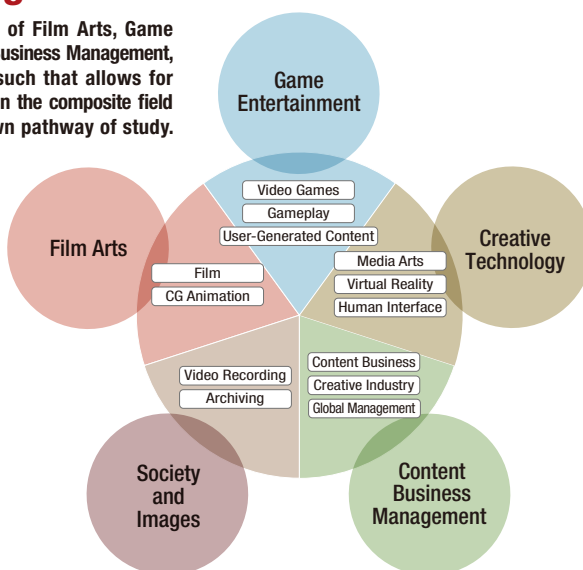 of Film Arts, Game
Business Management,
such that allows for
n the composite field
wn pathway of study.
Game
Entertainment
Video Games
Gameplay
User-Generated Content
Film Arts
Film
CG Animation
Creative
Technology
Media Arts
Virtual Reality
Human Interface
Video Recording
Archiving
Content Business
Creative Industry
Global Management
Society
and
Images
Content
Business
Management